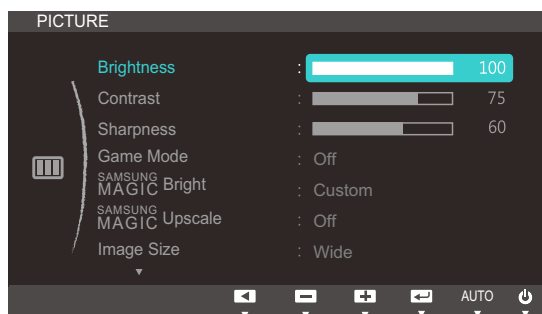 PICTURE
Brightness : 100
Contrast : 75
Sharpness : 60
Game Mode : Off
SAMSUNG MAGIC Bright : Custom
SAMSUNG MAGIC Upscale : Off
Image Size : Wide
AUTO